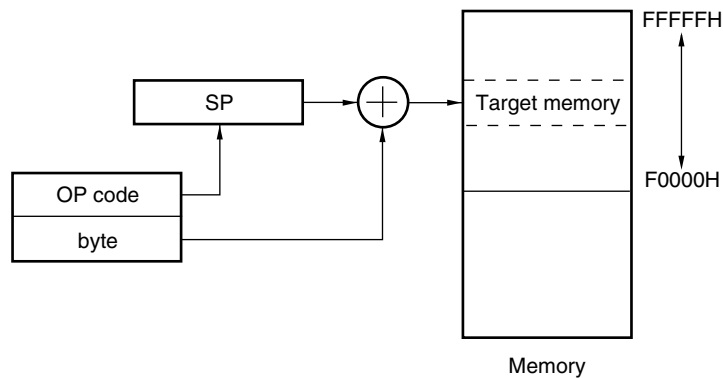 FFFFFH
SP
Target memory
F0000H
OP code
byte
Memory